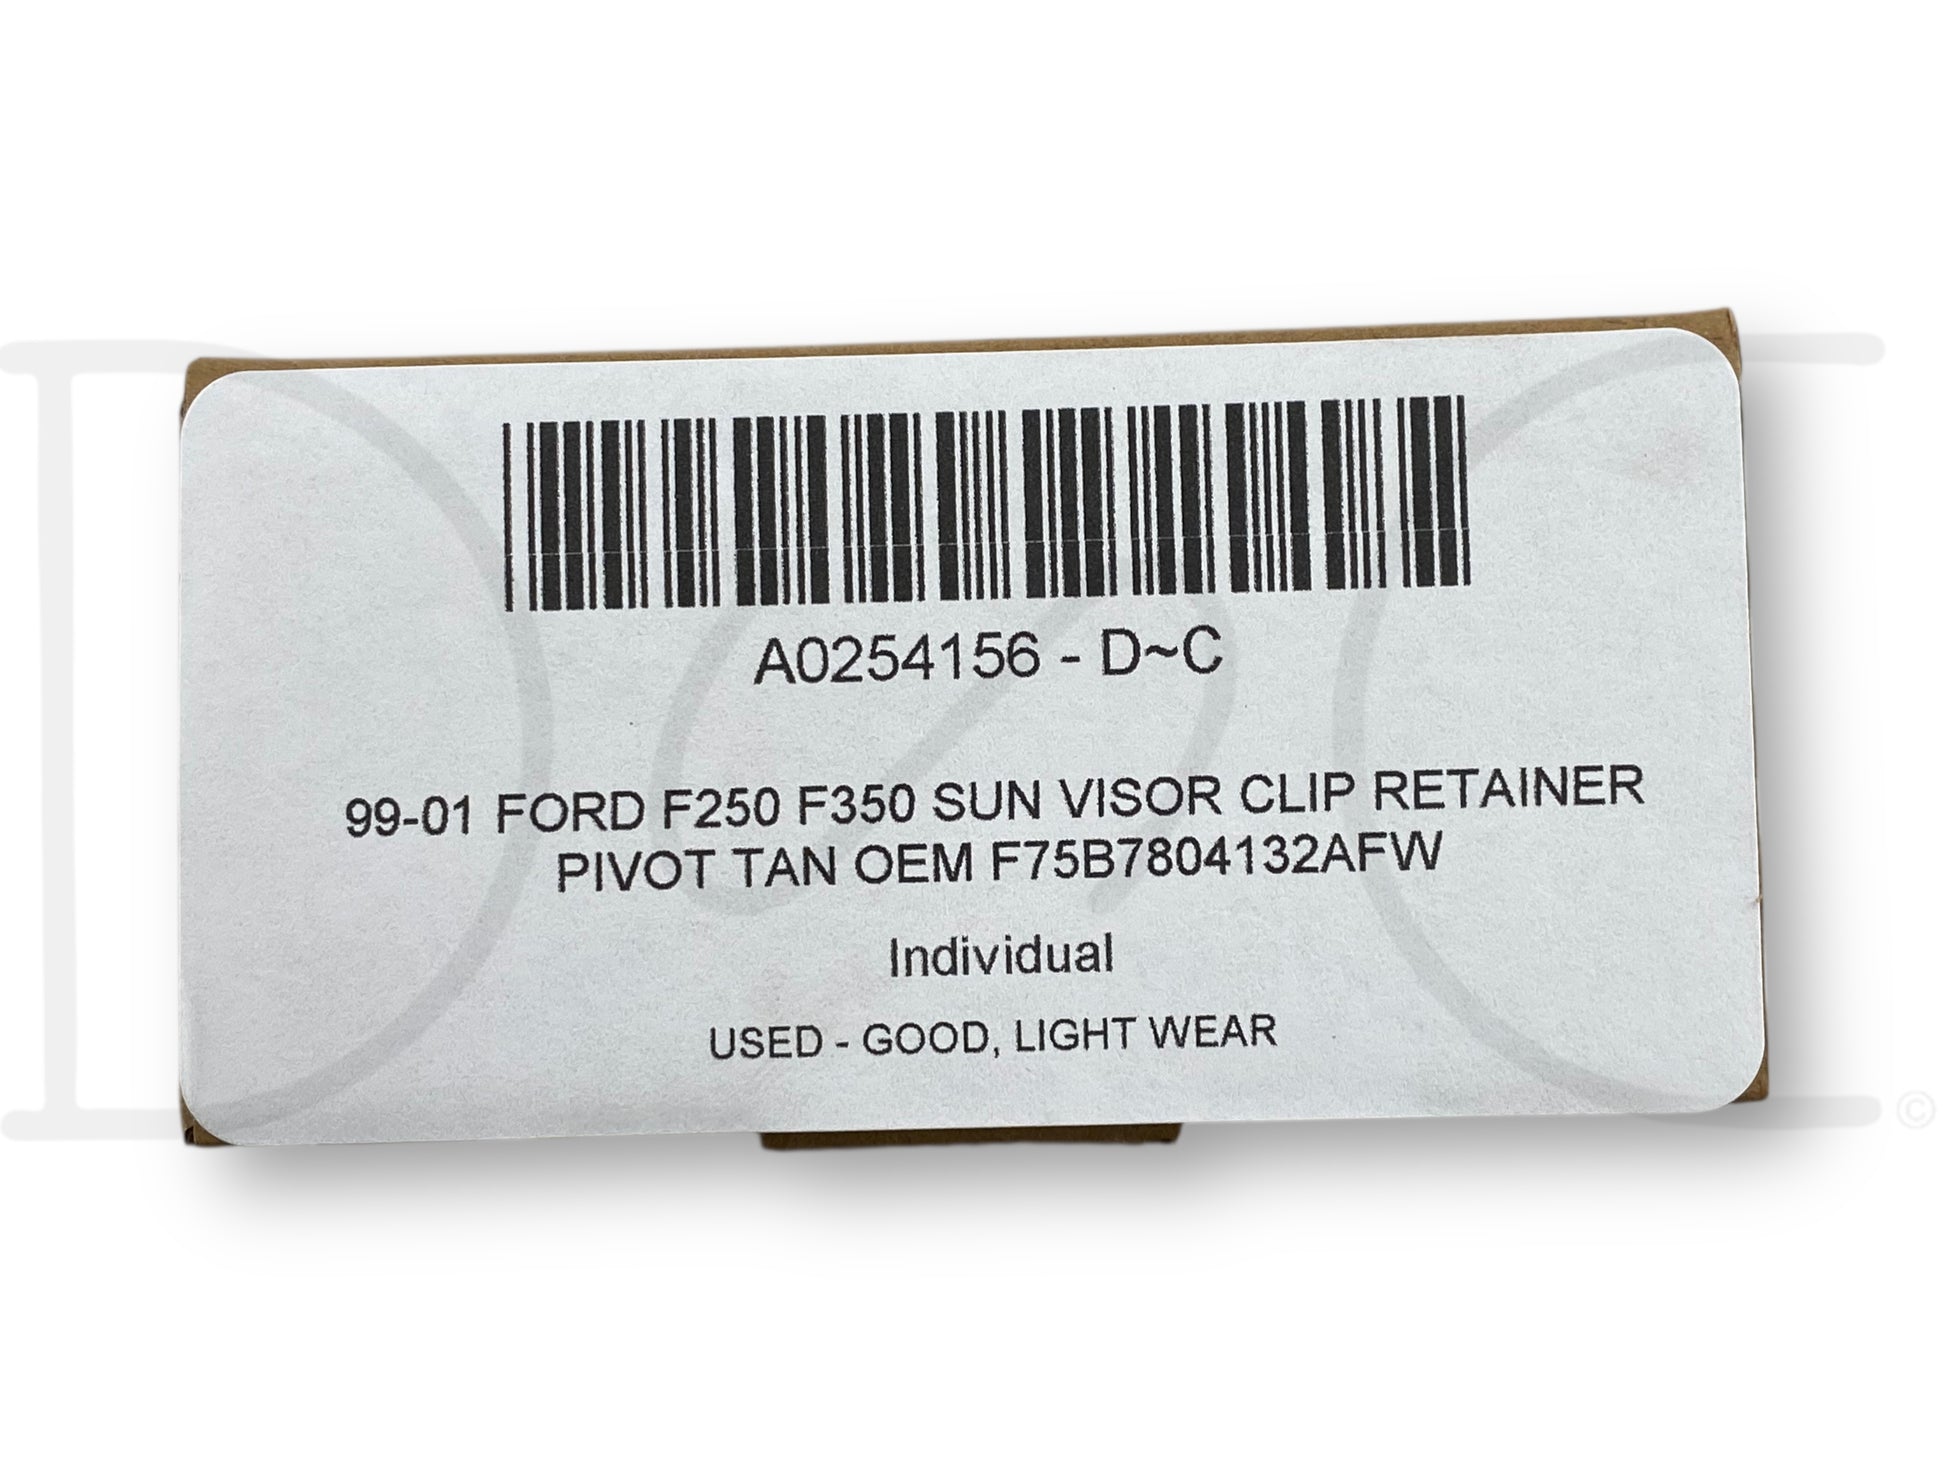 A0254156 - D~C
99-01 FORD F250 F350 SUN VISOR CLIP RETAINER
PIVOT TAN OEM F75B7804132AFW
Individual
USED - GOOD, LIGHT WEAR
©